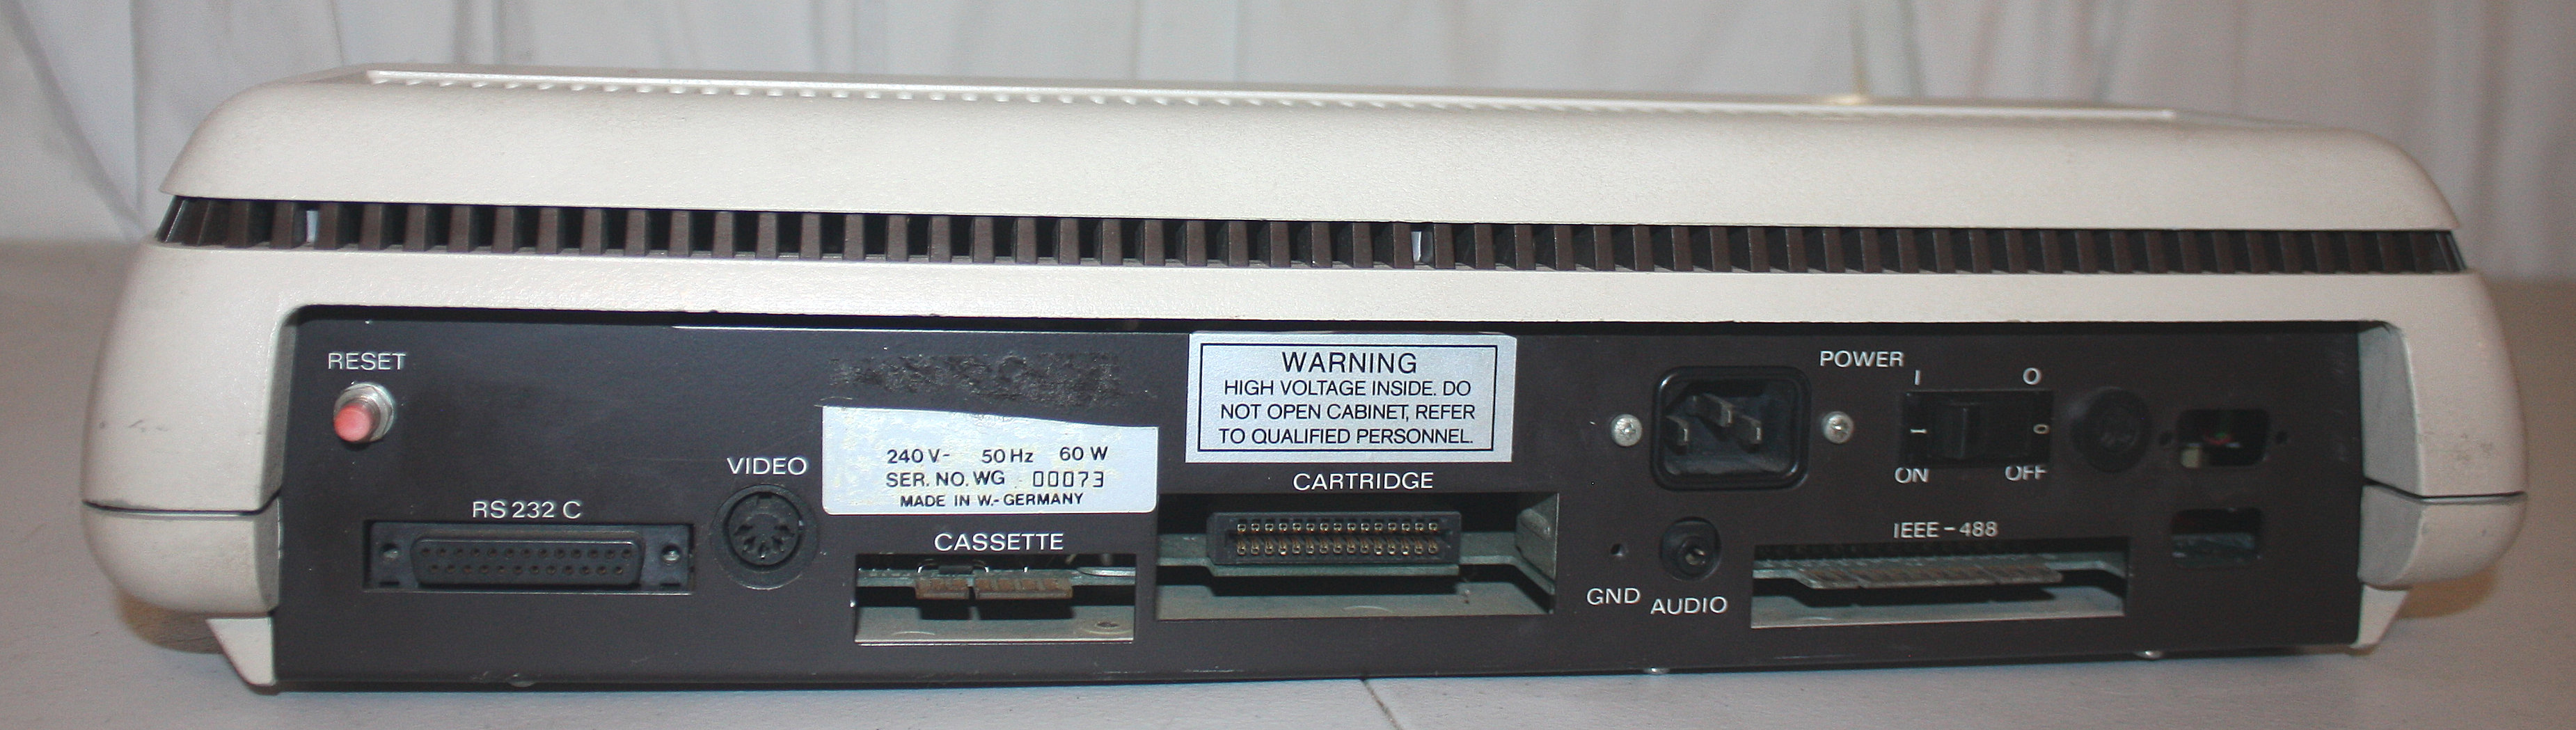 RESET
RS 232 C
VIDEO
240 V- 50 Hz 60 W
SER. NO. WG 00073
MADE IN W.- GERMANY
CASSETTE
WARNING
HIGH VOLTAGE INSIDE. DO
NOT OPEN CABINET, REFER
TO QUALIFIED PERSONNEL.
CARTRIDGE
POWER
I O
I O
ON OFF
GND
AUDIO
IEEE - 488